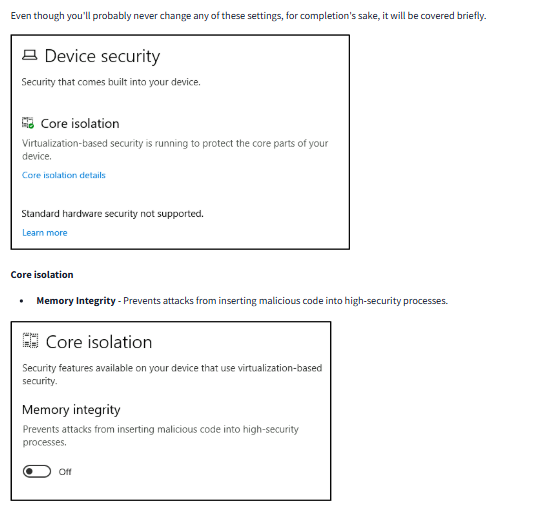 Even though you'll probably never change any of these settings, for completion's sake, it will be covered briefly.
Device security
Security that comes built into your device.
Core isolation
Virtualization-based security is running to protect the core parts of your
device.
Core isolation details
Standard hardware security not supported.
Learn more
Core isolation
• Memory Integrity - Prevents attacks from inserting malicious code into high-security processes.
Core isolation
Security features available on your device that use virtualization-based
security.
Memory integrity
Prevents attacks from inserting malicious code into high-security
processes.
Off